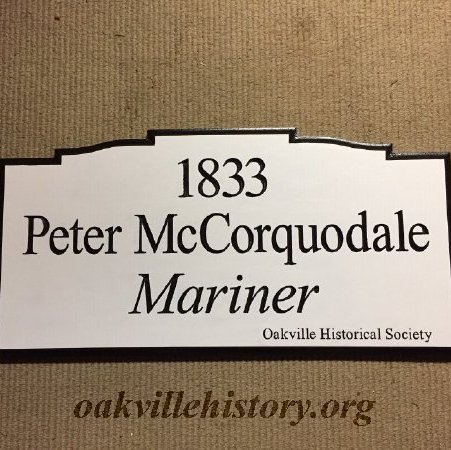 1833
Peter McCorquodale
Mariner
Oakville Historical Society
oakvillehistory.org